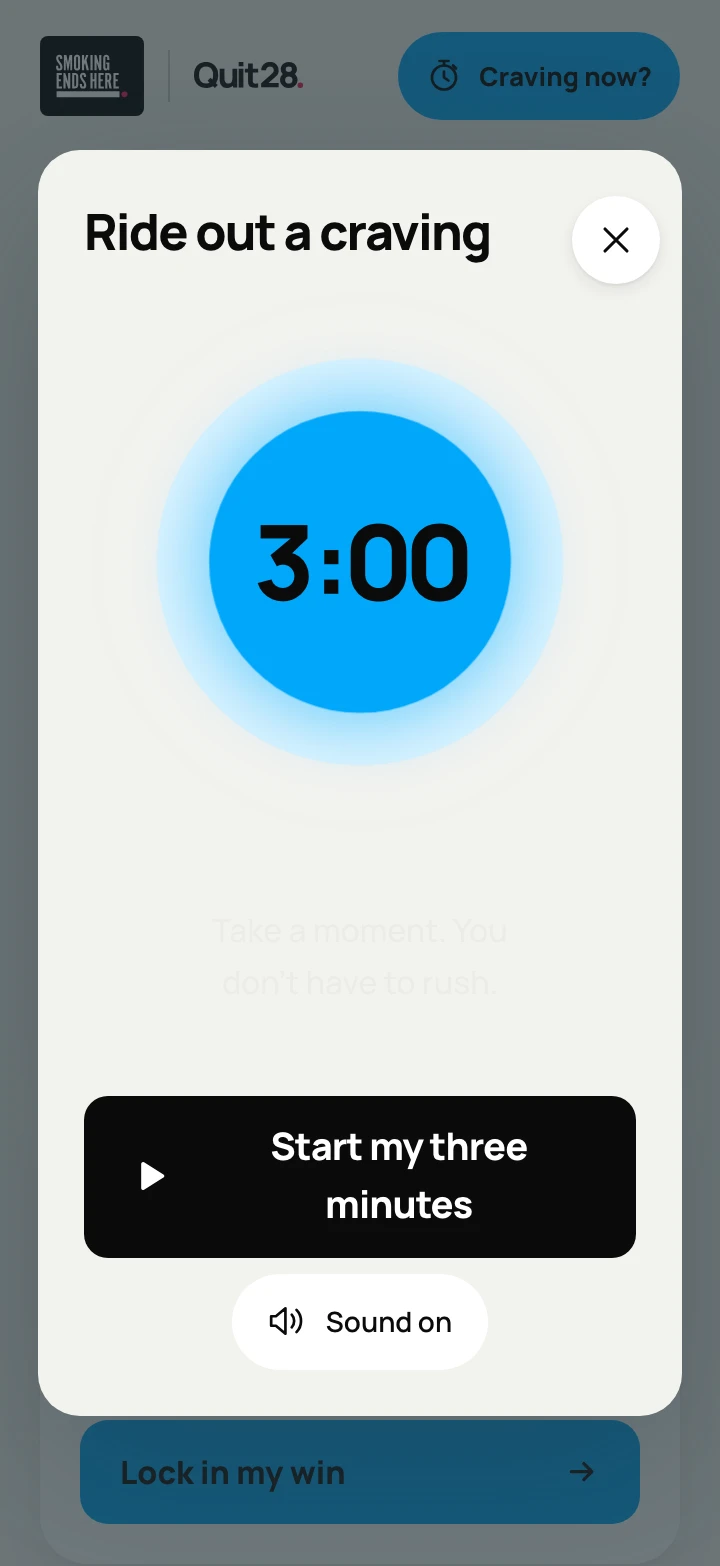 SMOKING
ENDS HERE
Quit28.
Craving now?
Ride out a craving
3:00
Take a moment. You
don't have to rush.
Start my three
minutes
Sound on
Lock in my win